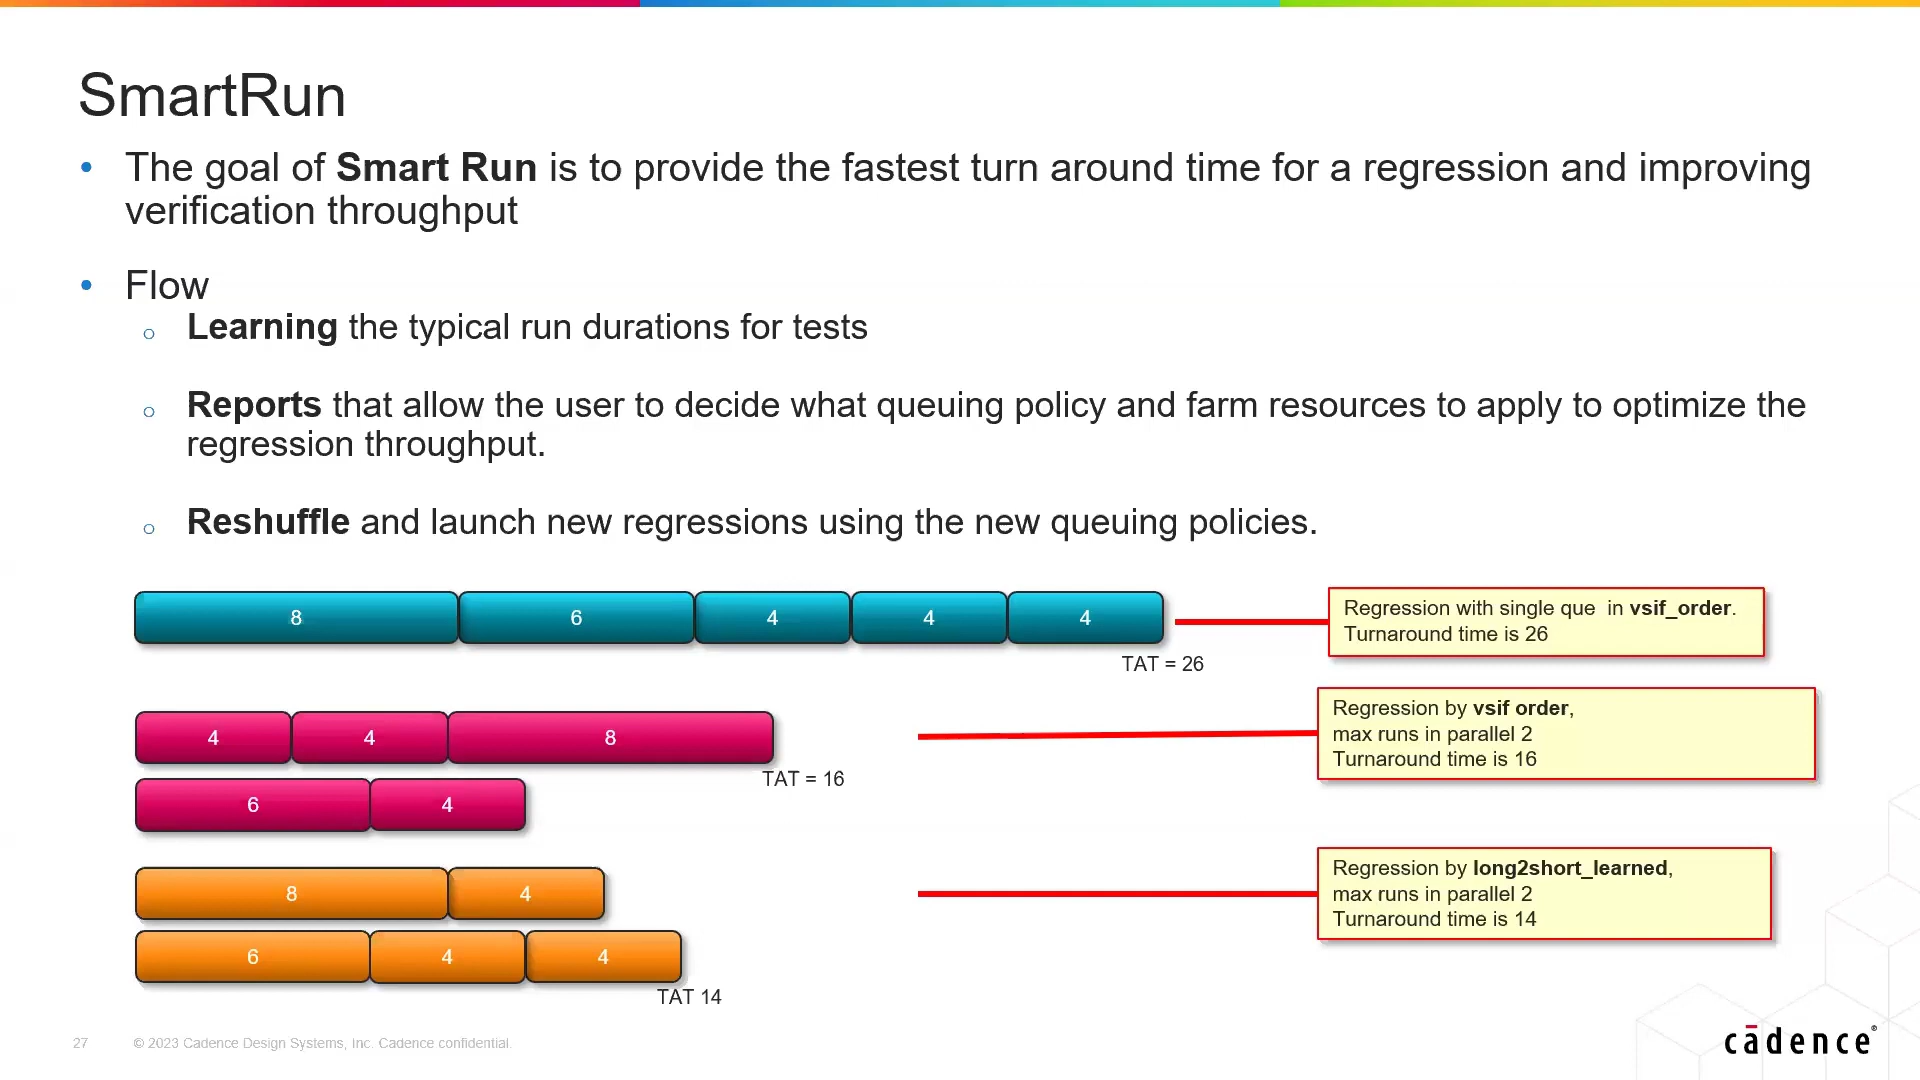 SmartRun
• The goal of Smart Run is to provide the fastest turn around time for a regression and improving
verification throughput
• Flow
○ Learning the typical run durations for tests
○ Reports that allow the user to decide what queuing policy and farm resources to apply to optimize the
regression throughput.
○ Reshuffle and launch new regressions using the new queuing policies.
8 6 4 4 4
TAT = 26
Regression with single que in vsif_order.
Turnaround time is 26
4 4 8
TAT = 16
6 4
Regression by vsif order,
max runs in parallel 2
Turnaround time is 16
8 4
6 4 4
TAT 14
Regression by long2short_learned,
max runs in parallel 2
Turnaround time is 14
27 © 2023 Cadence Design Systems, Inc. Cadence confidential.
cādence®